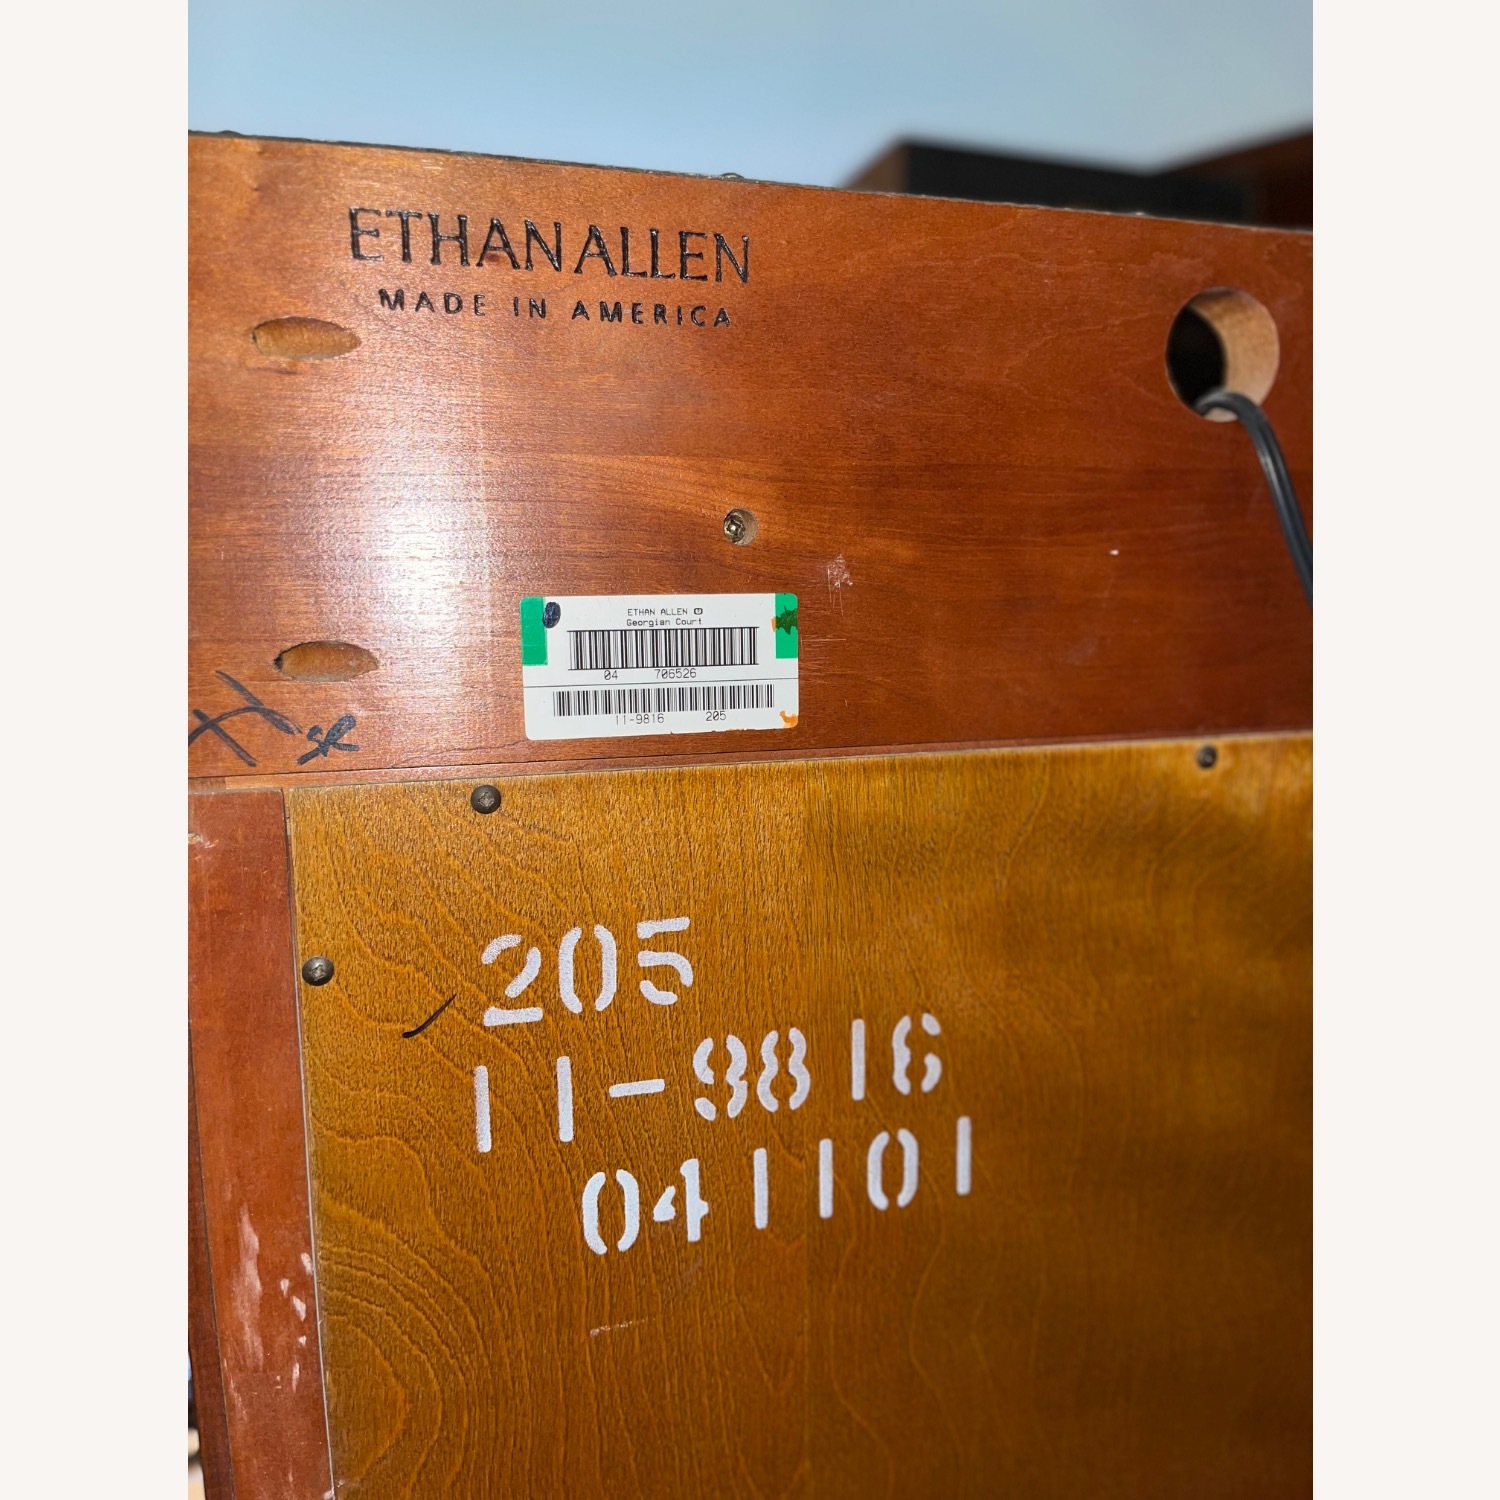 ETHAN ALLEN
MADE IN AMERICA
ETHAN ALLEN
Georgian Court
04 706526
11-9816 205
205
11-9816
041101